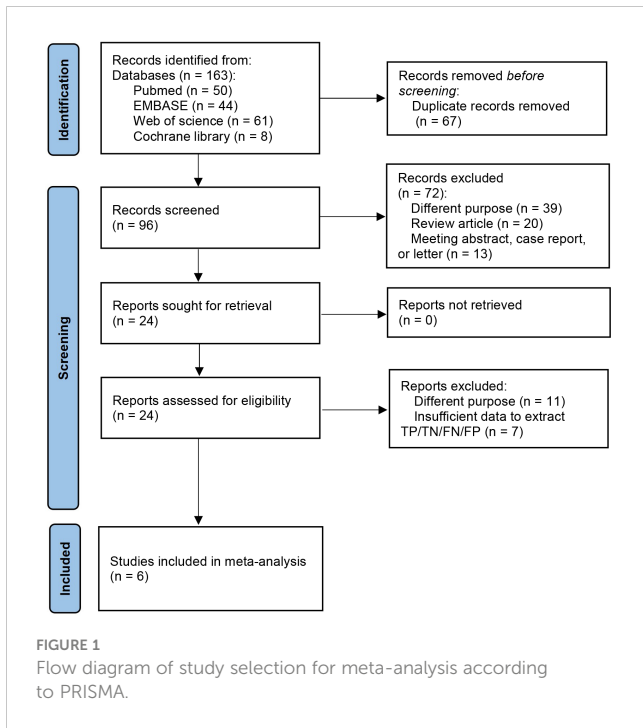 Identification
Records identified from:
Databases (n = 163):
Pubmed (n = 50)
EMBASE (n = 44)
Web of science (n = 61)
Cochrane library (n = 8)
Records removed before
screening:
Duplicate records removed
(n = 67)
Screening
Records screened
(n = 96)
Records excluded
(n = 72):
Different purpose (n = 39)
Review article (n = 20)
Meeting abstract, case report,
or letter (n = 13)
Reports sought for retrieval
(n = 24)
Reports not retrieved
(n = 0)
Reports assessed for eligibility
(n = 24)
Reports excluded:
Different purpose (n = 11)
Insufficient data to extract
TP/TN/FN/FP (n = 7)
Included
Studies included in meta-analysis
(n = 6)
FIGURE 1
Flow diagram of study selection for meta-analysis according
to PRISMA.